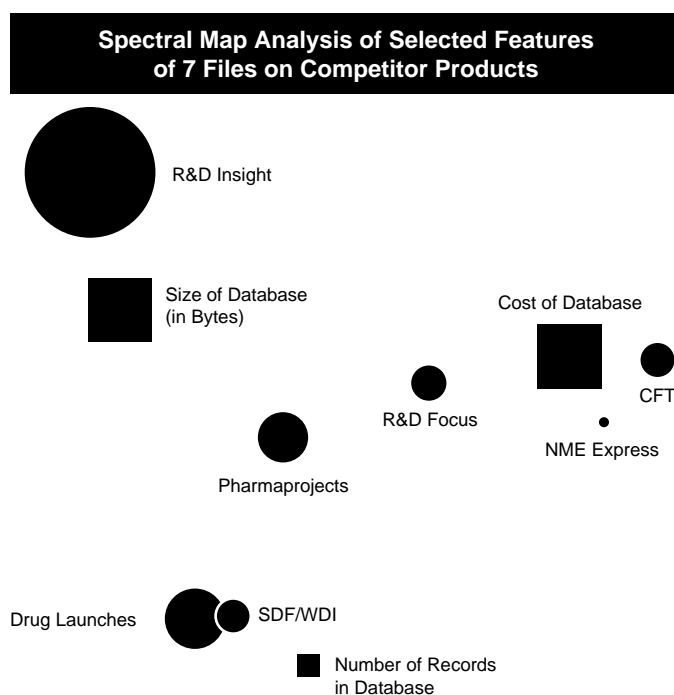 Spectral Map Analysis of Selected Features
of 7 Files on Competitor Products
R&D Insight
Size of Database
(in Bytes)
Cost of Database
CFT
R&D Focus
NME Express
Pharmaprojects
Drug Launches
SDF/WDI
Number of Records
in Database